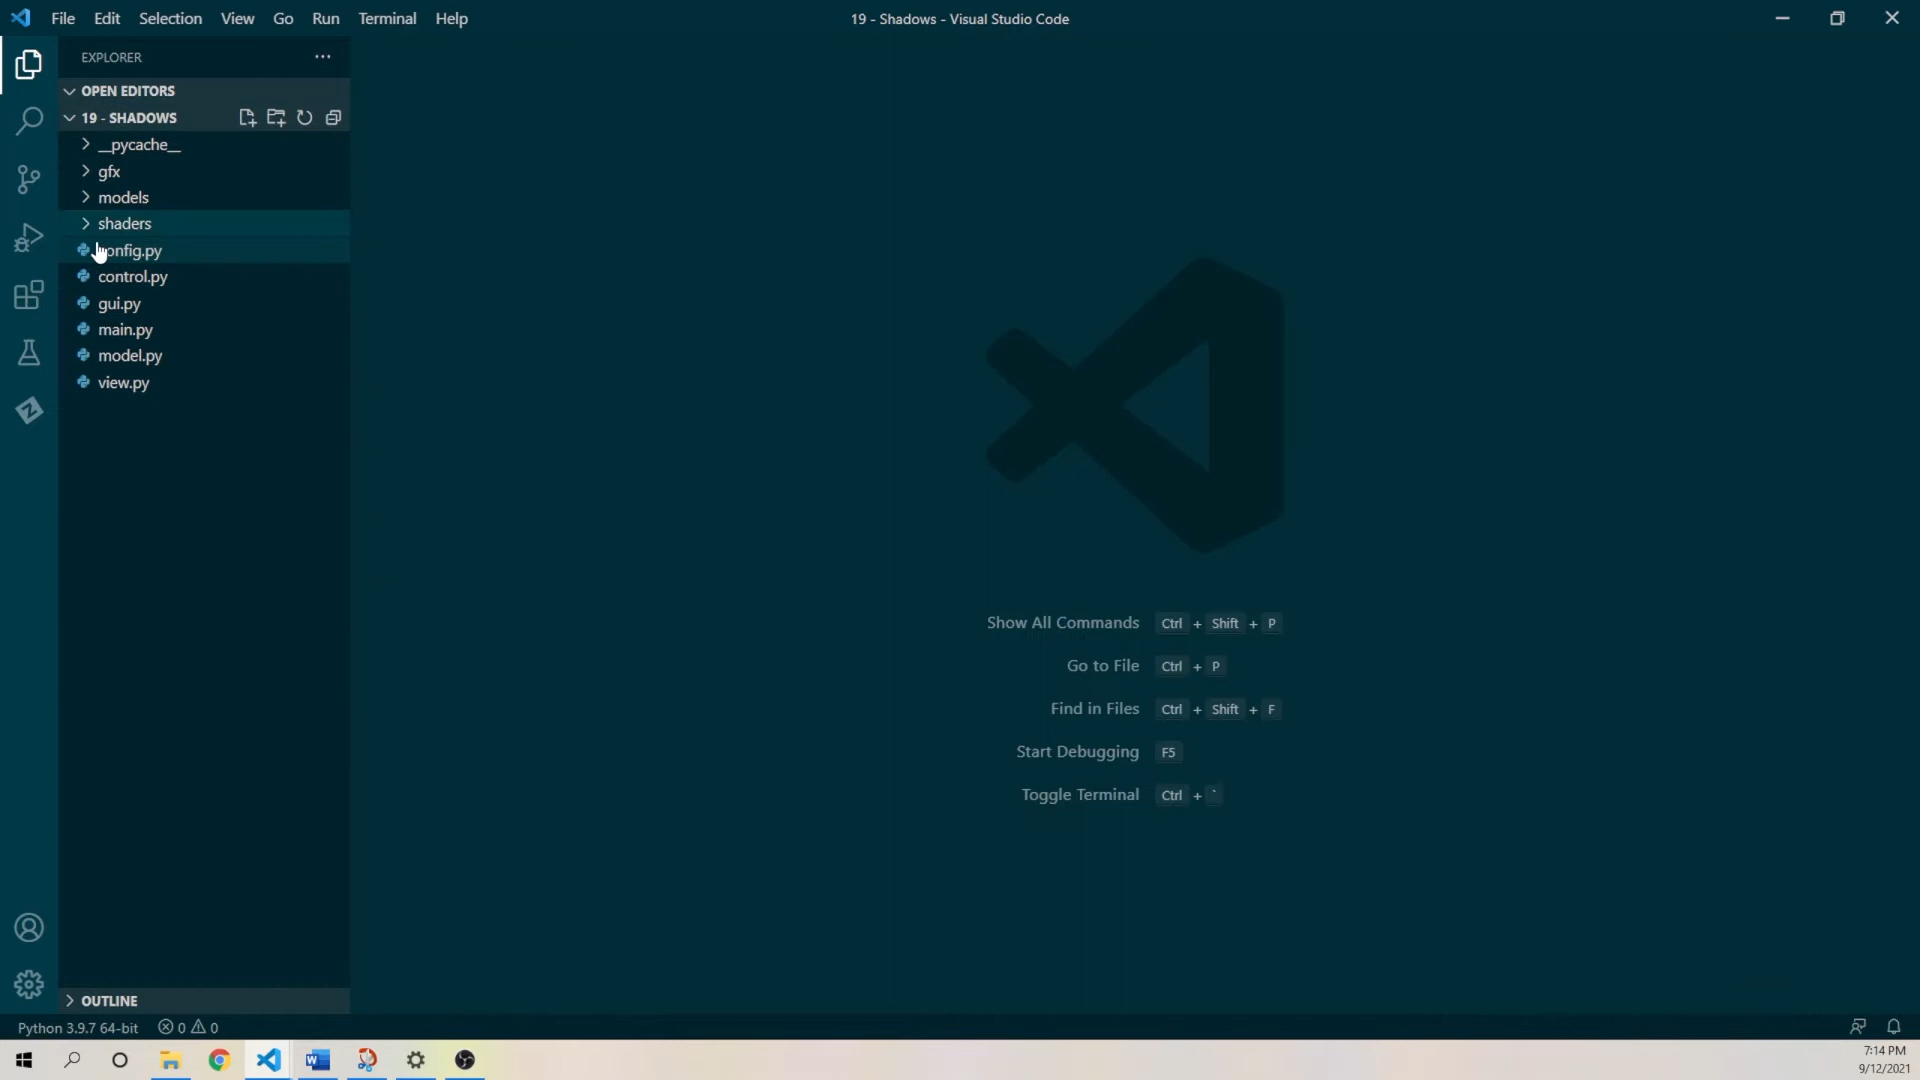 File Edit Selection View Go Run Terminal Help
19 - Shadows - Visual Studio Code
EXPLORER
OPEN EDITORS
19 - SHADOWS
__pycache__
gfx
models
shaders
config.py
control.py
gui.py
main.py
model.py
view.py
Show All Commands Ctrl + Shift + P
Go to File Ctrl + P
Find in Files Ctrl + Shift + F
Start Debugging F5
Toggle Terminal Ctrl + `
OUTLINE
Python 3.9.7 64-bit 0 0
7:14 PM
9/12/2021